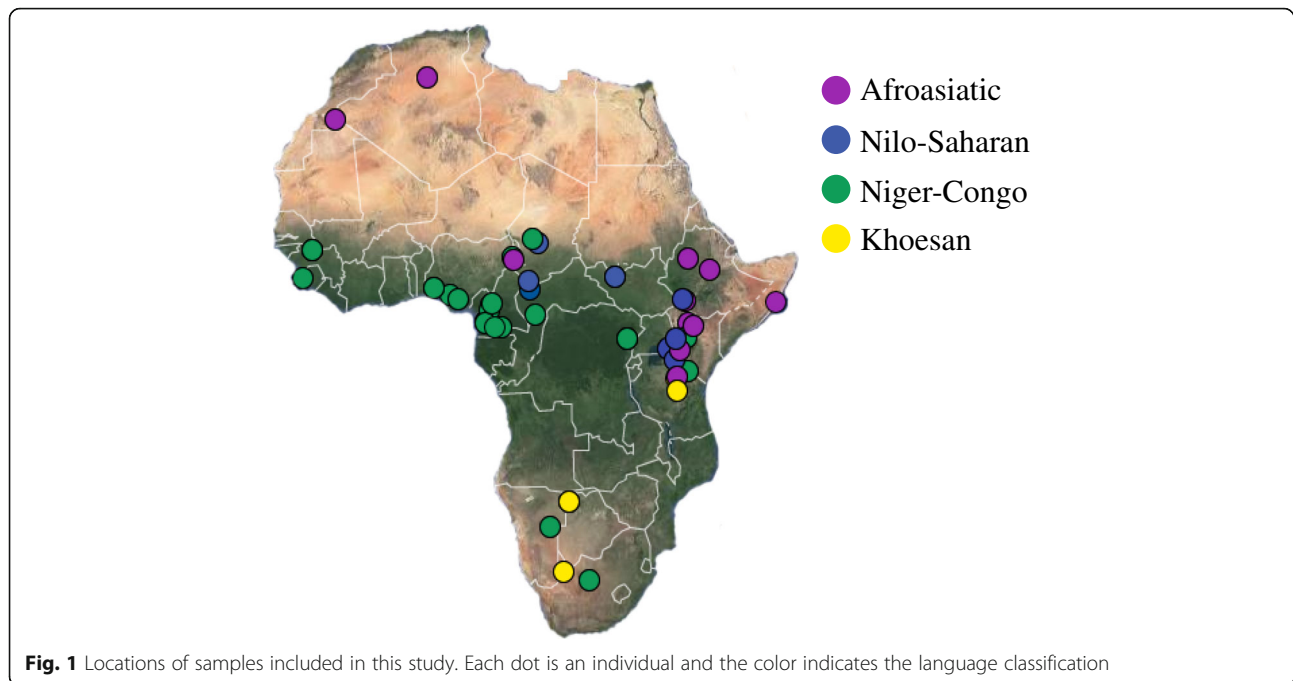 Afroasiatic
Nilo-Saharan
Niger-Congo
Khoesan
Fig. 1 Locations of samples included in this study. Each dot is an individual and the color indicates the language classification